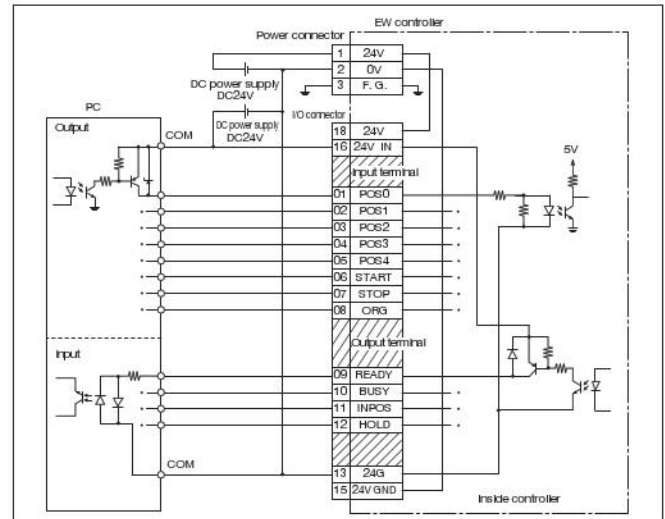 EW controller
Power connector
1 24V
2 0V
3 F. G.
DC power supply
DC24V
PC
I/O connector
Output
COM
DC power supply
DC24V
18 24V
16 24V IN
5V
Input terminal
01 POS0
02 POS1
03 POS2
04 POS3
05 POS4
06 START
07 STOP
08 ORG
Output terminal
Input
09 READY
10 BUSY
11 INPOS
12 HOLD
COM
13 24G
15 24V GND
Inside controller